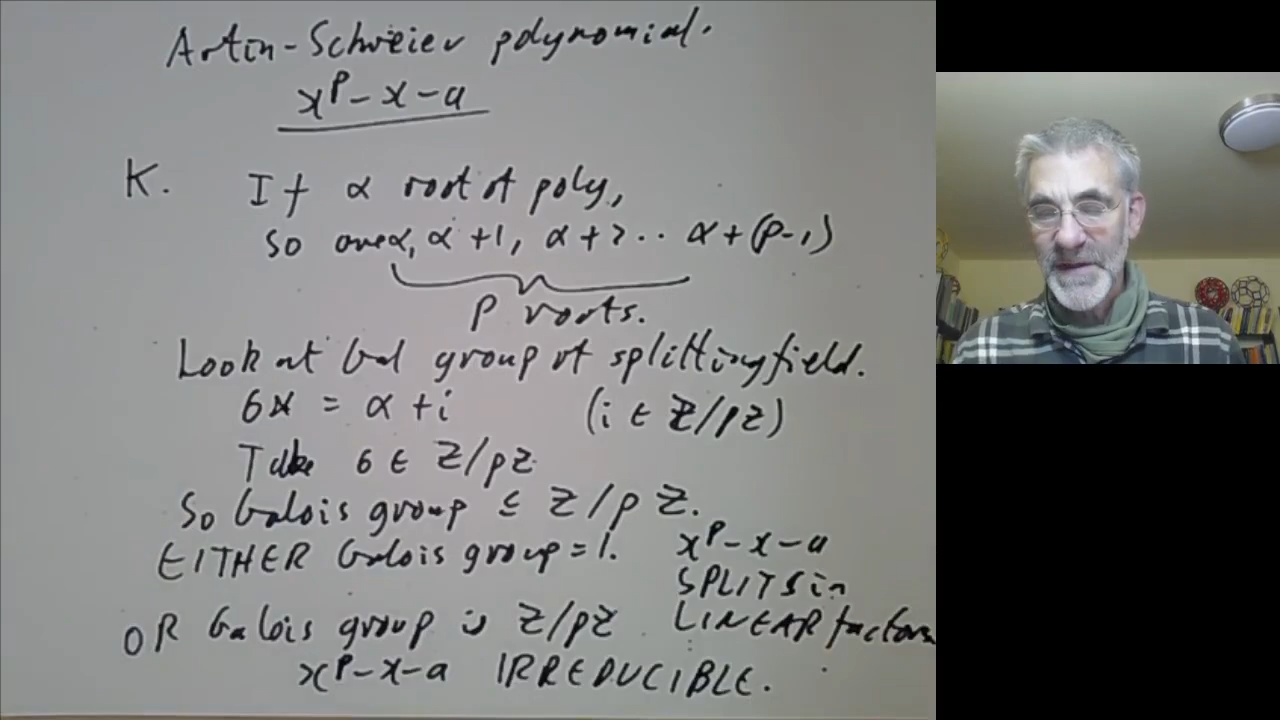 Artin-Schreier polynomial.
x^p - x - a
K. If α root of poly,
So are α, α+1, α+2.. α+(p-1)
p roots.
Look at Gal group of splitting field.
σα = α+i (i ∈ Z/pZ)
Take σ ∈ Z/pZ
So Galois group ≤ Z/pZ.
EITHER Galois group = 1. x^p - x - a
SPLITS in
OR Galois group is Z/pZ LINEAR factors
x^p - x - a IRREDUCIBLE.